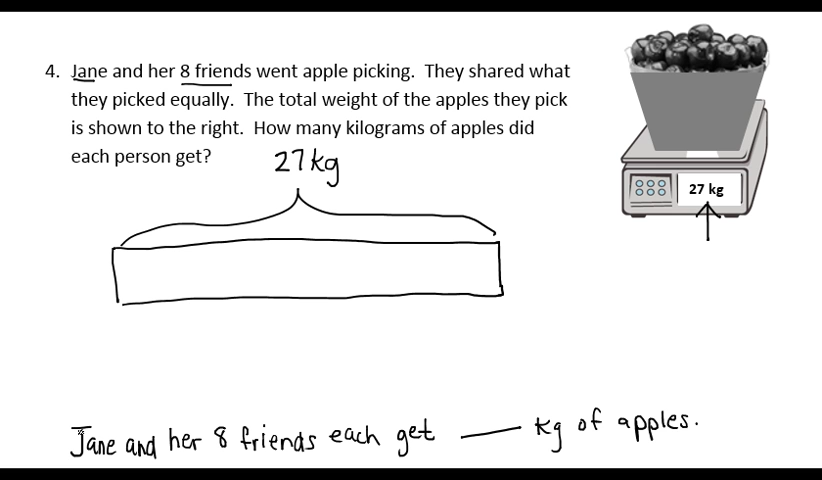 4. Jane and her 8 friends went apple picking. They shared what
they picked equally. The total weight of the apples they pick
is shown to the right. How many kilograms of apples did
each person get?
27 kg
27 kg
Jane and her 8 friends each get ___ kg of apples.